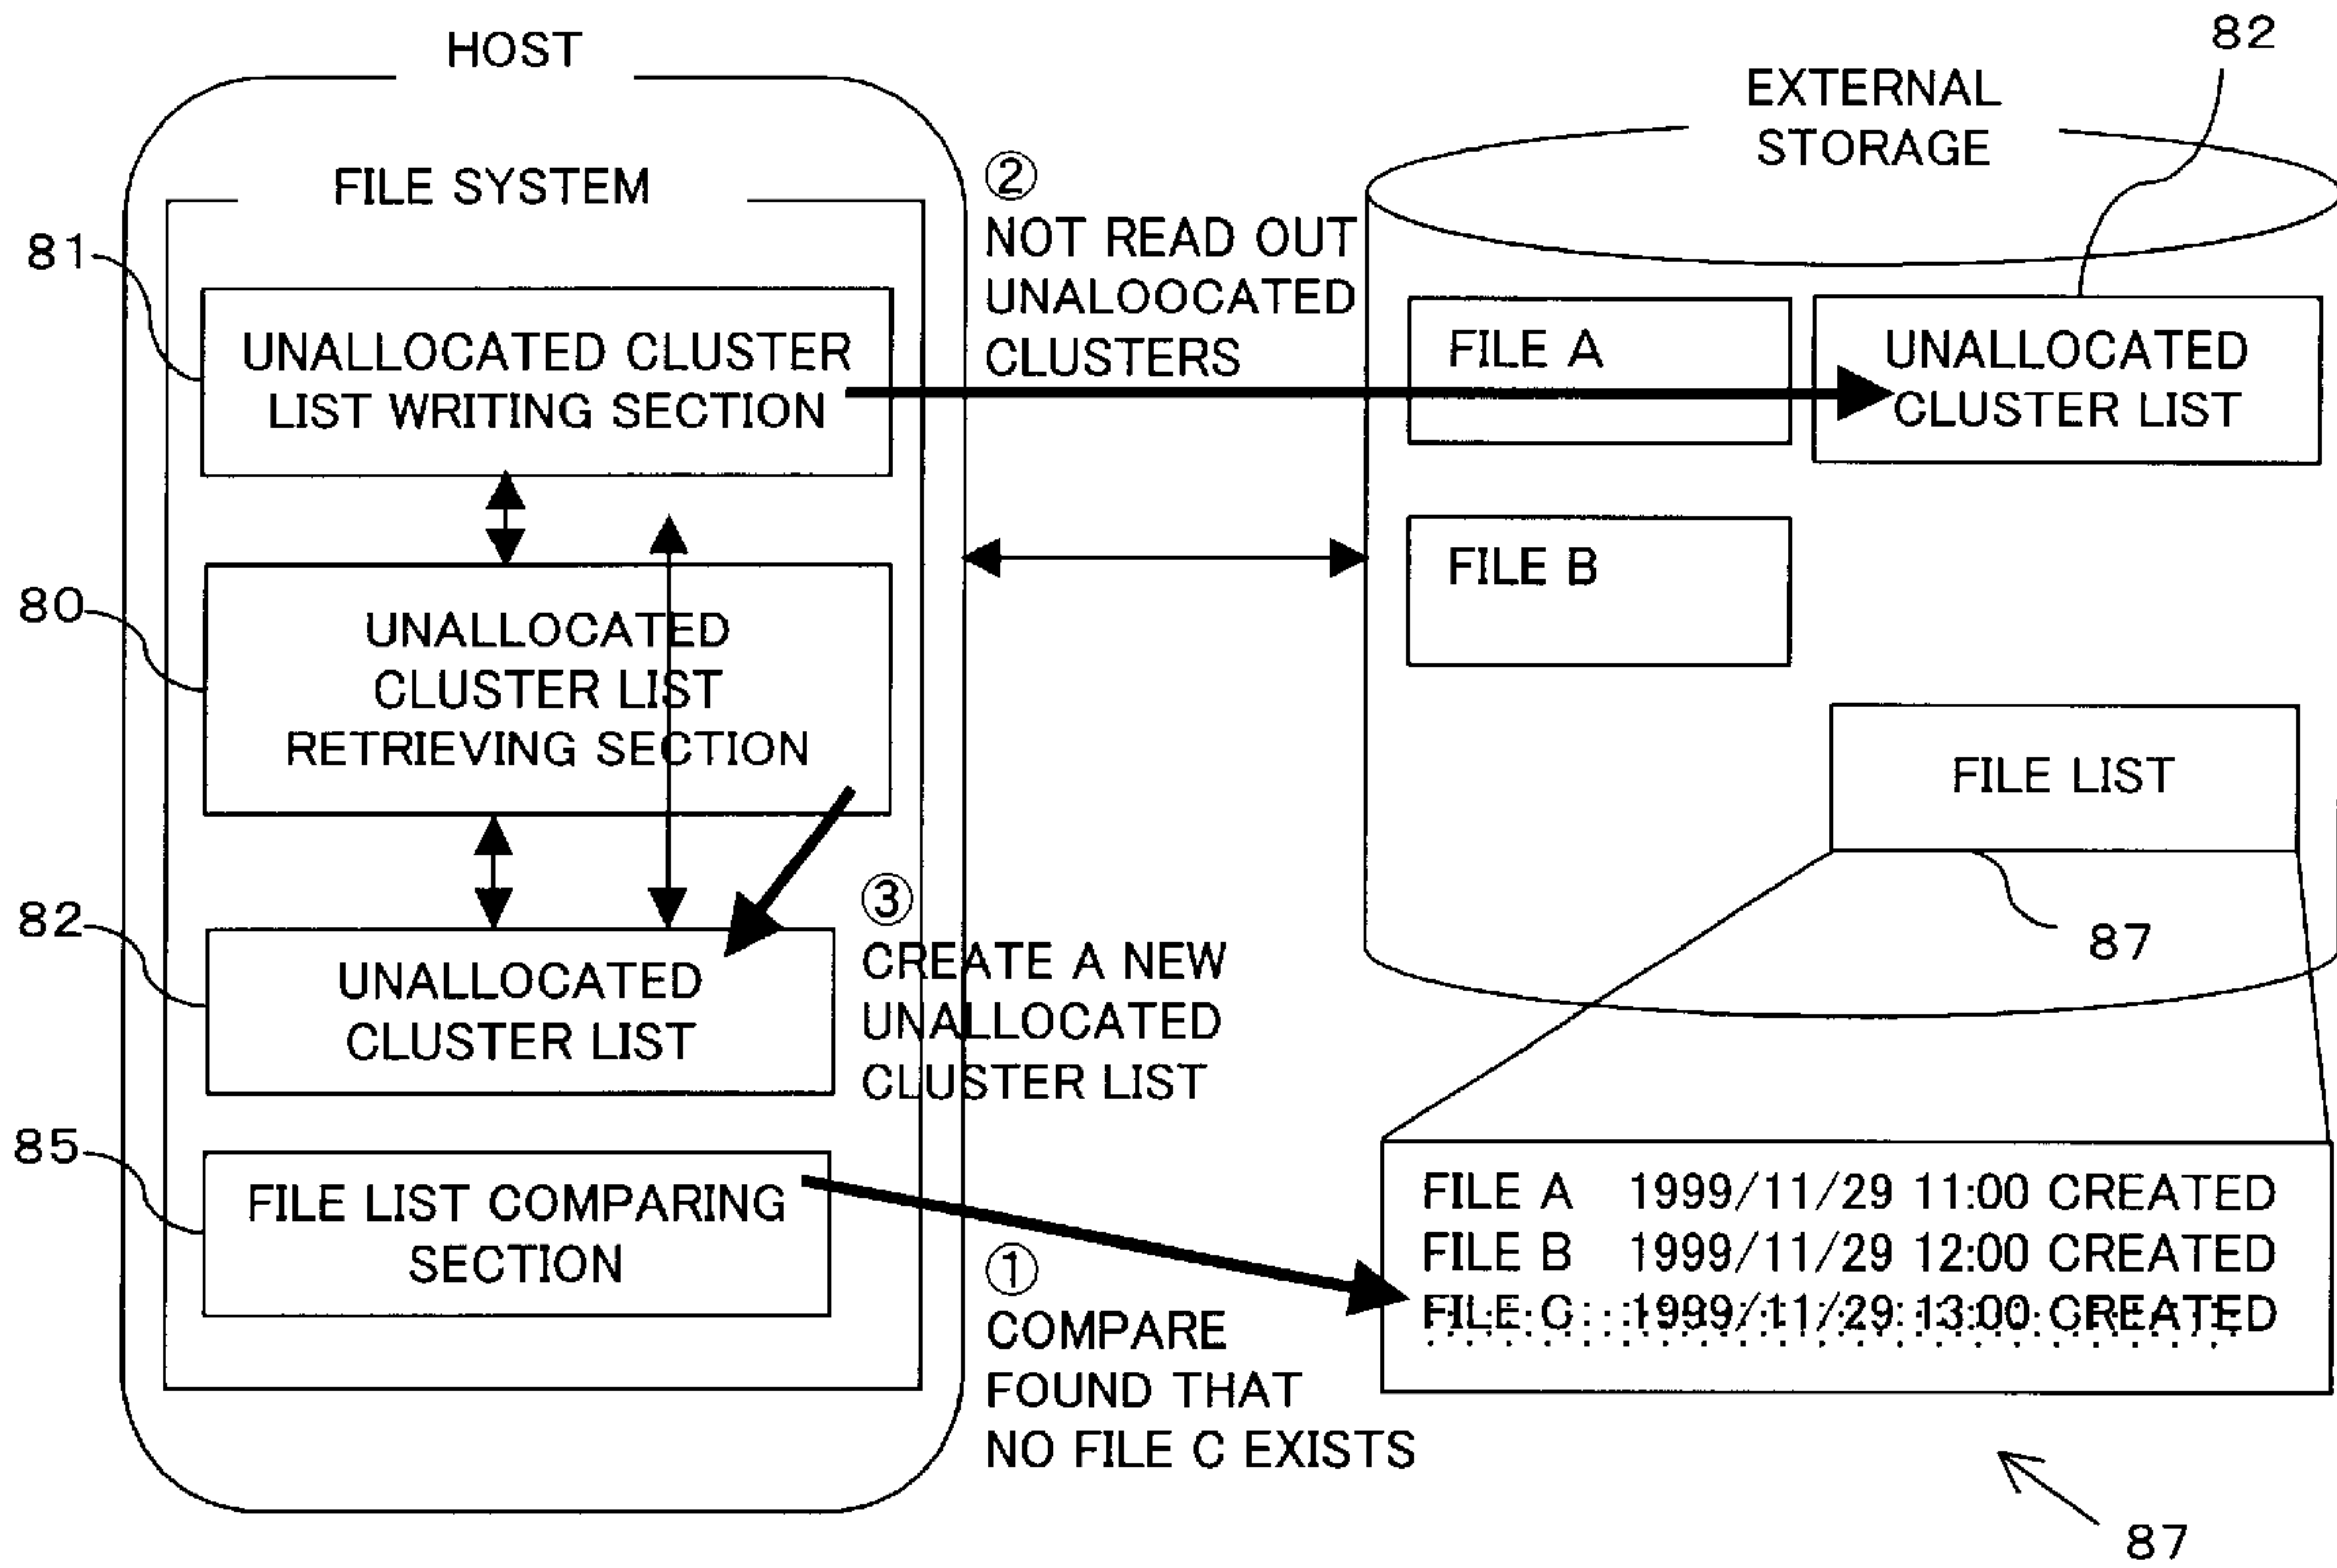 HOST
FILE SYSTEM
81
UNALLOCATED CLUSTER
LIST WRITING SECTION
80
UNALLOCATED
CLUSTER LIST
RETRIEVING SECTION
82
UNALLOCATED
CLUSTER LIST
85
FILE LIST COMPARING
SECTION
②
NOT READ OUT
UNALOOCATED
CLUSTERS
③
CREATE A NEW
UNALLOCATED
CLUSTER LIST
①
COMPARE
FOUND THAT
NO FILE C EXISTS
EXTERNAL
STORAGE
82
FILE A
UNALLOCATED
CLUSTER LIST
FILE B
FILE LIST
87
FILE A 1999/11/29 11:00 CREATED
FILE B 1999/11/29 12:00 CREATED
FILE C 1999/11/29 13:00 CREATED
87